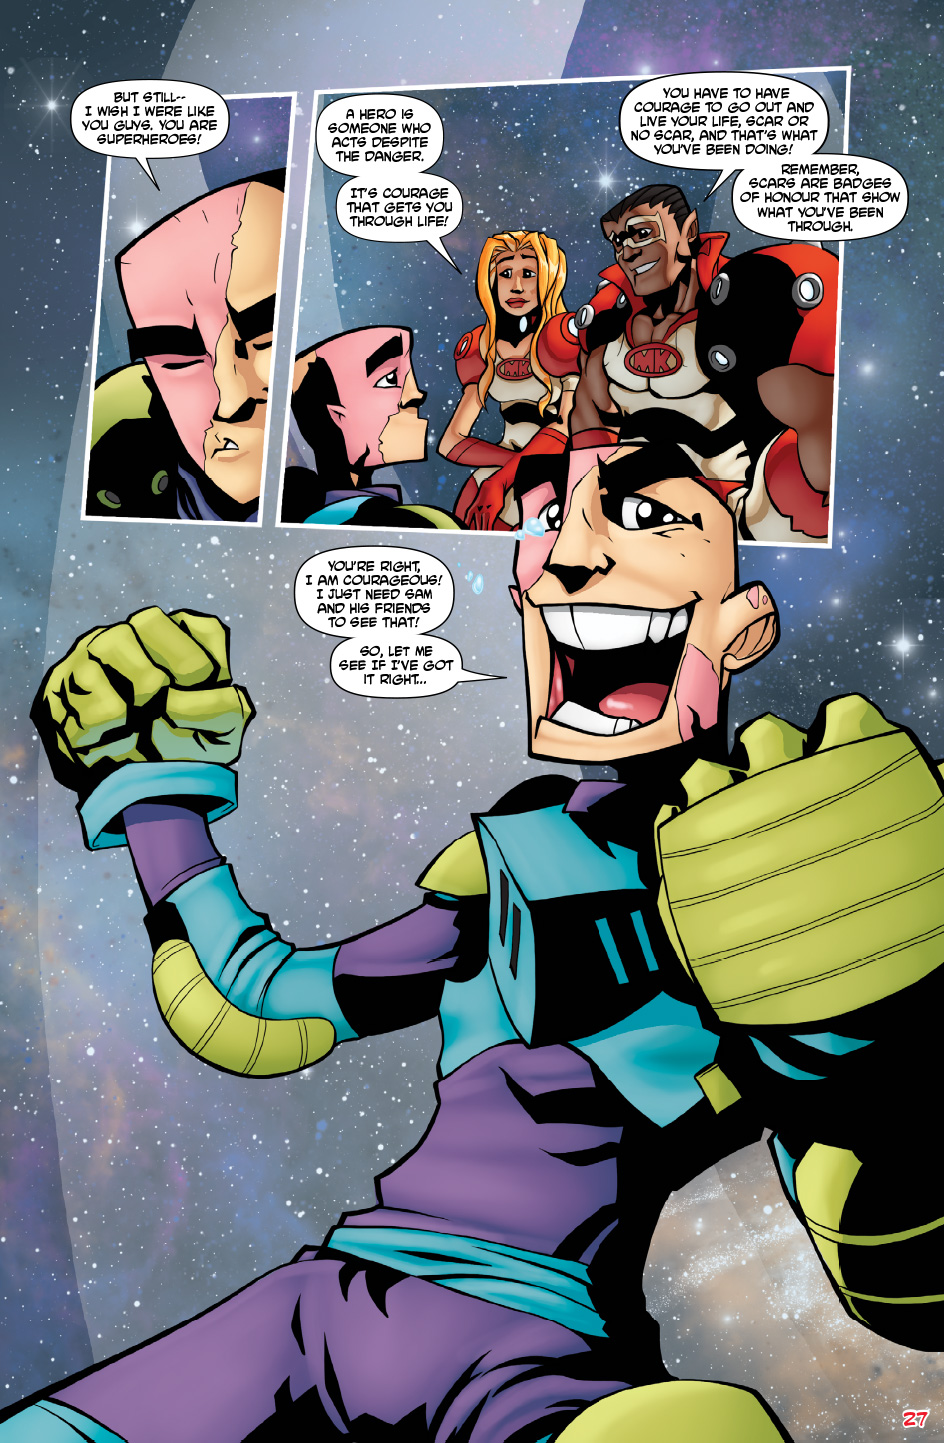 BUT STILL--
I WISH I WERE LIKE
YOU GUYS. YOU ARE
SUPERHEROES!
A HERO IS
SOMEONE WHO
ACTS DESPITE
THE DANGER.
IT'S COURAGE
THAT GETS YOU
THROUGH LIFE!
YOU HAVE TO HAVE
COURAGE TO GO OUT AND
LIVE YOUR LIFE, SCAR OR
NO SCAR, AND THAT'S WHAT
YOU'VE BEEN DOING!
REMEMBER,
SCARS ARE BADGES
OF HONOUR THAT SHOW
WHAT YOU'VE BEEN
THROUGH.
MK
MK
YOU'RE RIGHT,
I AM COURAGEOUS!
I JUST NEED SAM
AND HIS FRIENDS
TO SEE THAT!
SO, LET ME
SEE IF I'VE GOT
IT RIGHT...
27